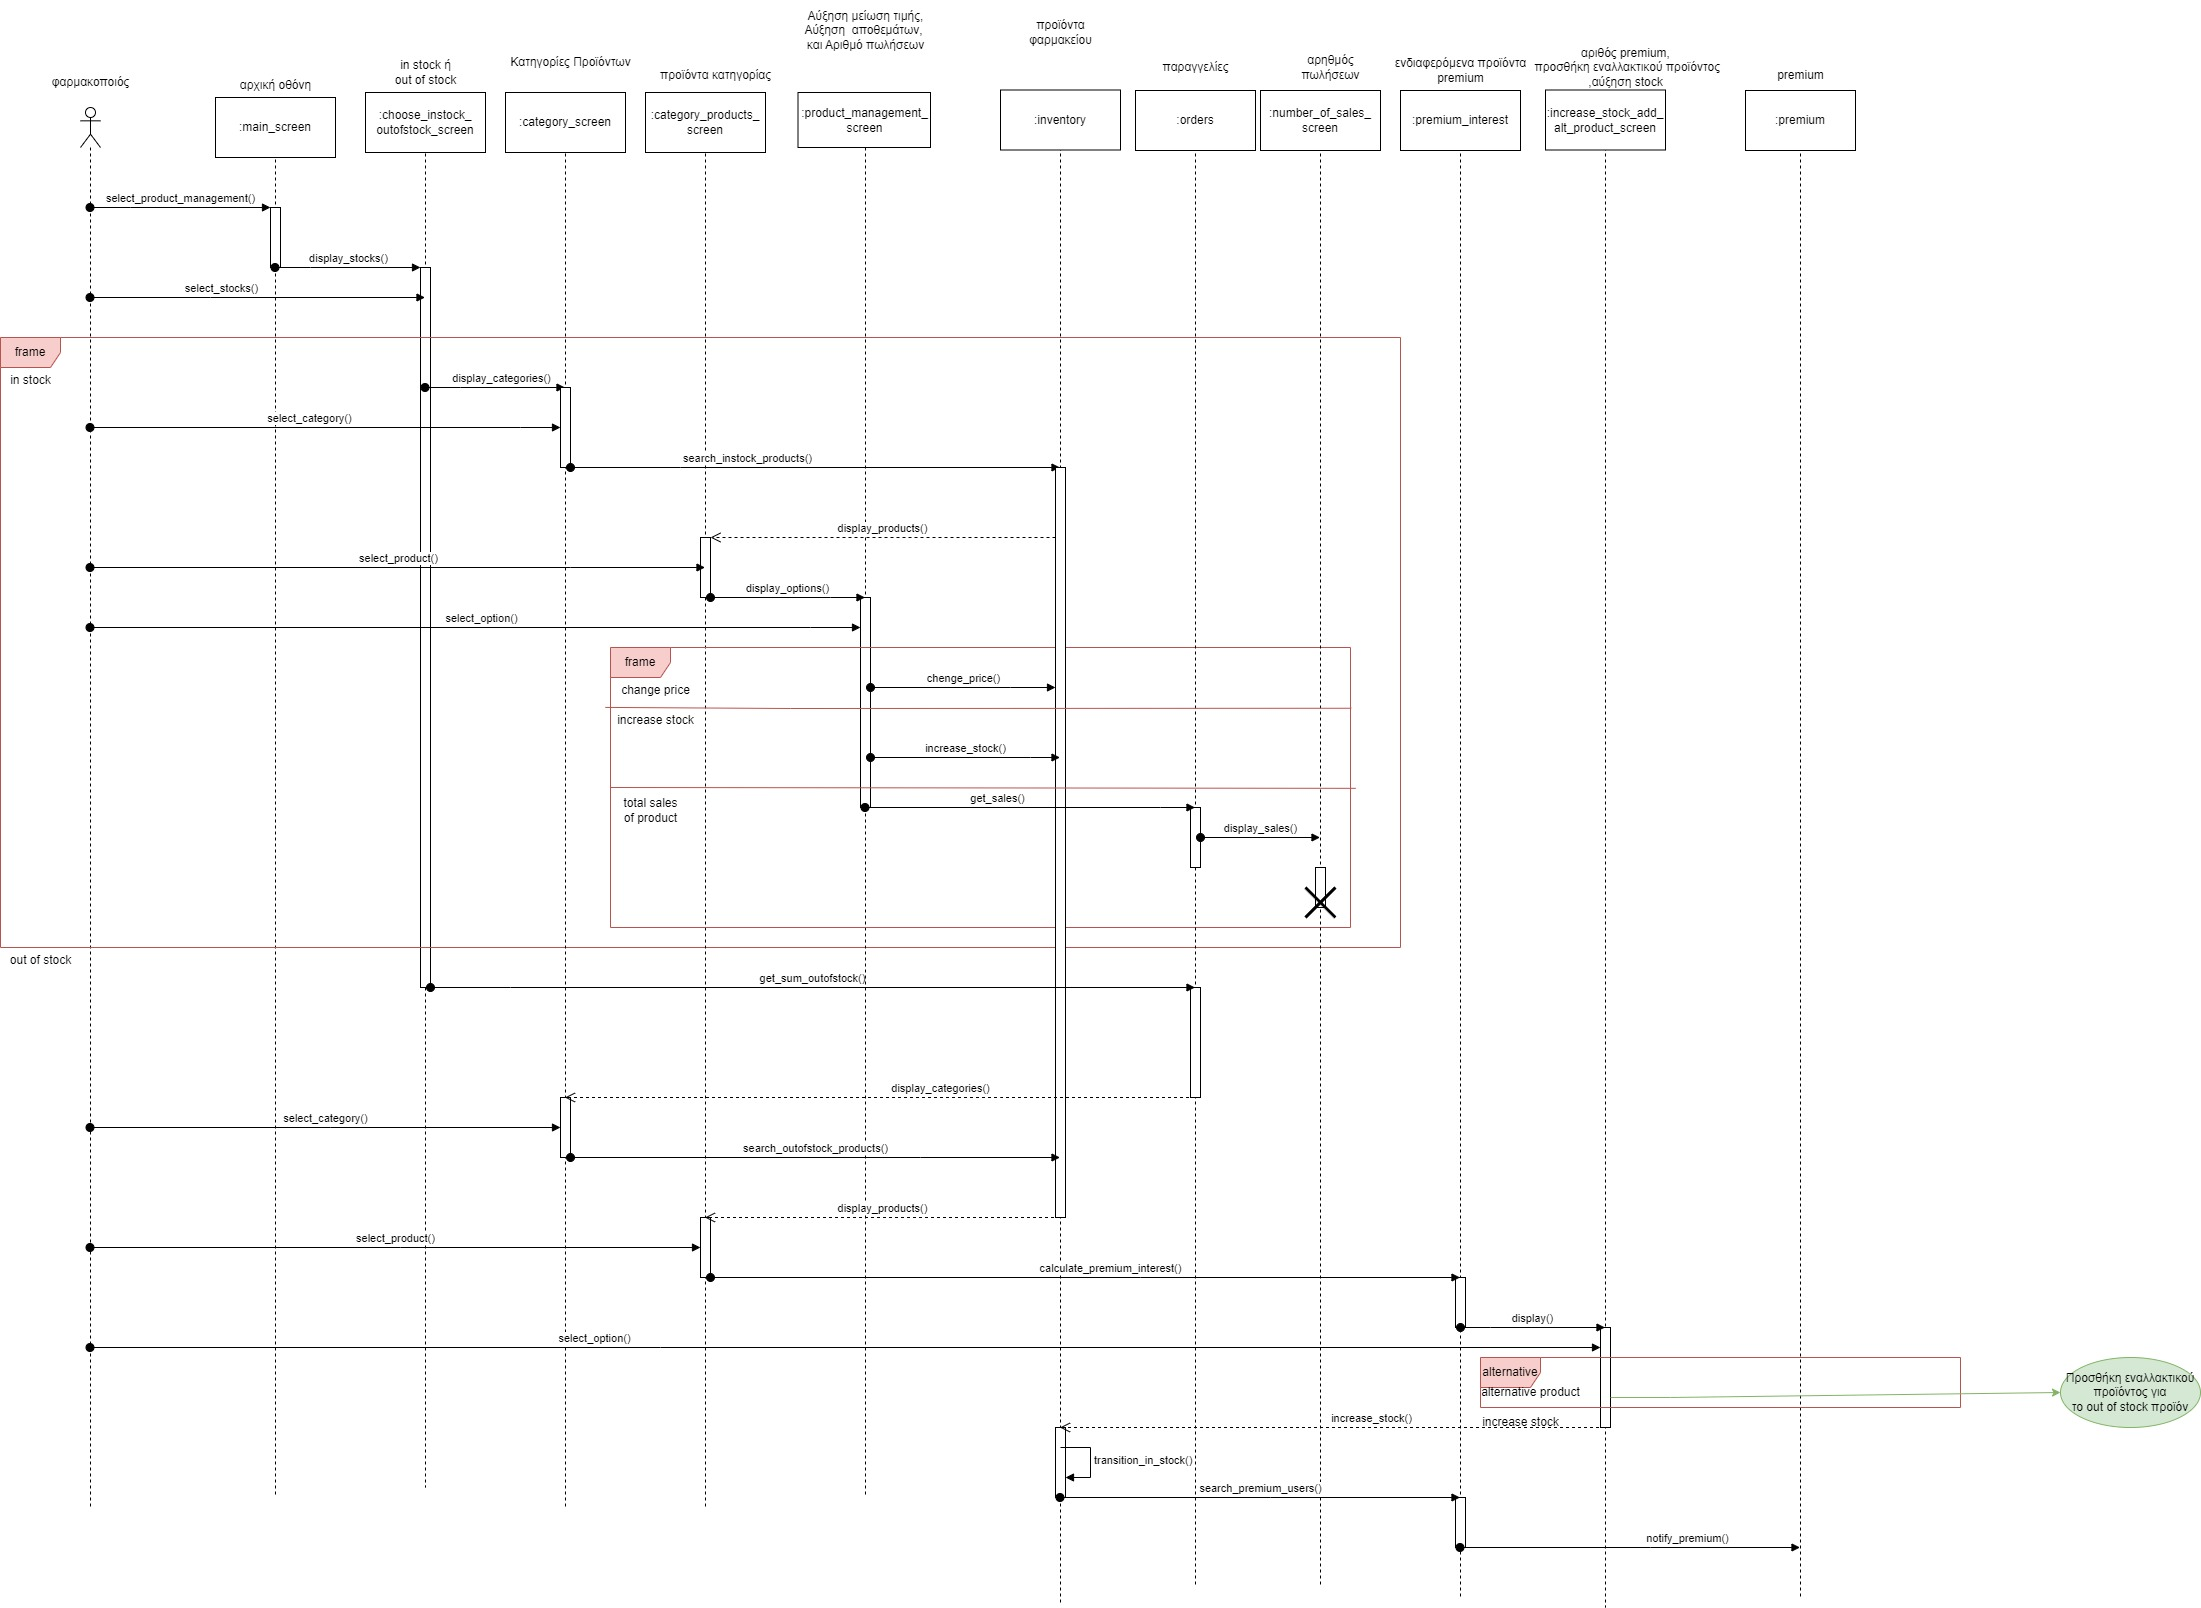 Αύξηση μείωση τιμής,
Αύξηση αποθεμάτων,
και Αριθμό πωλήσεων
προϊόντα
φαρμακείου
αριθός premium,
προσθήκη εναλλακτικού προϊόντος
,αύξηση stock
φαρμακοποιός
αρχική οθόνη
in stock ή
out of stock
Κατηγορίες Προϊόντων
προϊόντα κατηγορίας
παραγγελίες
αρηθμός
πωλήσεων
ενδιαφερόμενα προϊόντα
premium
premium
:main_screen
:choose_instock_
outofstock_screen
:category_screen
:category_products_
screen
:product_management_
screen
:inventory
:orders
:number_of_sales_
screen
:premium_interest
:increase_stock_add_
alt_product_screen
:premium
select_product_management()
display_stocks()
select_stocks()
frame
in stock
display_categories()
select_category()
search_instock_products()
display_products()
select_product()
display_options()
select_option()
frame
change price
chenge_price()
increase stock
increase_stock()
total sales
of product
get_sales()
display_sales()
out of stock
get_sum_outofstock()
display_categories()
select_category()
search_outofstock_products()
display_products()
select_product()
calculate_premium_interest()
display()
select_option()
alternative
alternative product
Προσθήκη εναλλακτικού
προϊόντος για
το out of stock προϊόν
increase_stock()
increase stock
transition_in_stock()
search_premium_users()
notify_premium()